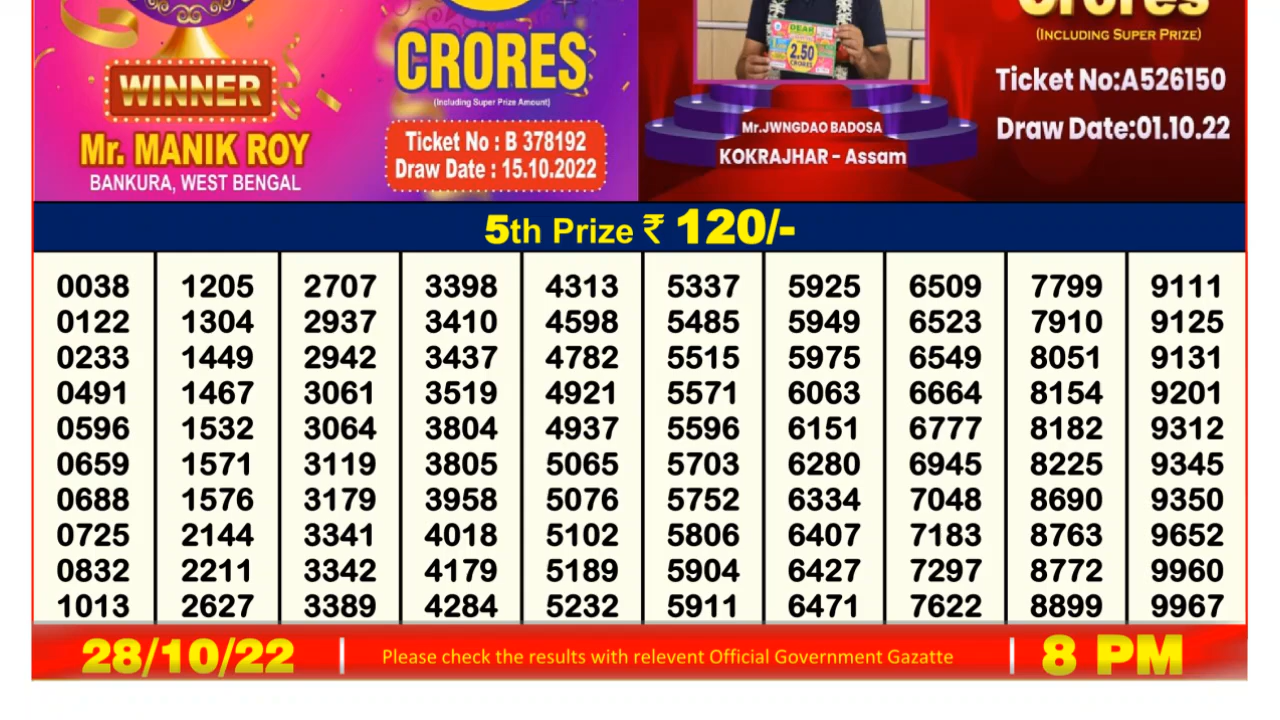 WINNER
Mr. MANIK ROY
BANKURA, WEST BENGAL
CRORES
(Including Super Prize Amount)
Ticket No : B 378192
Draw Date : 15.10.2022
DEAR
2.50
CRORES
Mr.JWNGDAO BADOSA
KOKRAJHAR - Assam
Crores
(INCLUDING SUPER PRIZE)
Ticket No:A526150
Draw Date:01.10.22
5th Prize ₹ 120/-
0038 1205 2707 3398 4313 5337 5925 6509 7799 9111
0122 1304 2937 3410 4598 5485 5949 6523 7910 9125
0233 1449 2942 3437 4782 5515 5975 6549 8051 9131
0491 1467 3061 3519 4921 5571 6063 6664 8154 9201
0596 1532 3064 3804 4937 5596 6151 6777 8182 9312
0659 1571 3119 3805 5065 5703 6280 6945 8225 9345
0688 1576 3179 3958 5076 5752 6334 7048 8690 9350
0725 2144 3341 4018 5102 5806 6407 7183 8763 9652
0832 2211 3342 4179 5189 5904 6427 7297 8772 9960
1013 2627 3389 4284 5232 5911 6471 7622 8899 9967
28/10/22 Please check the results with relevent Official Government Gazatte 8 PM